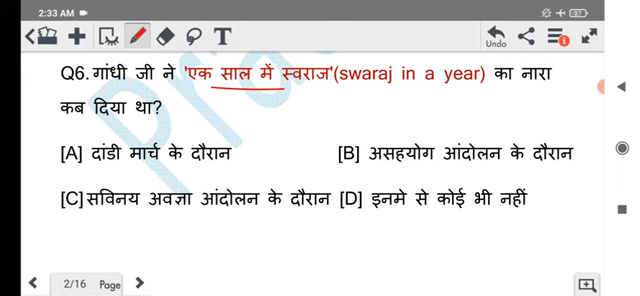 2:33 AM
37
Undo
Q6. गांधी जी ने 'एक साल में स्वराज'(swaraj in a year) का नारा
कब दिया था?
[A] दांडी मार्च के दौरान [B] असहयोग आंदोलन के दौरान
[C]सविनय अवज्ञा आंदोलन के दौरान [D] इनमे से कोई भी नहीं
2/16 Page